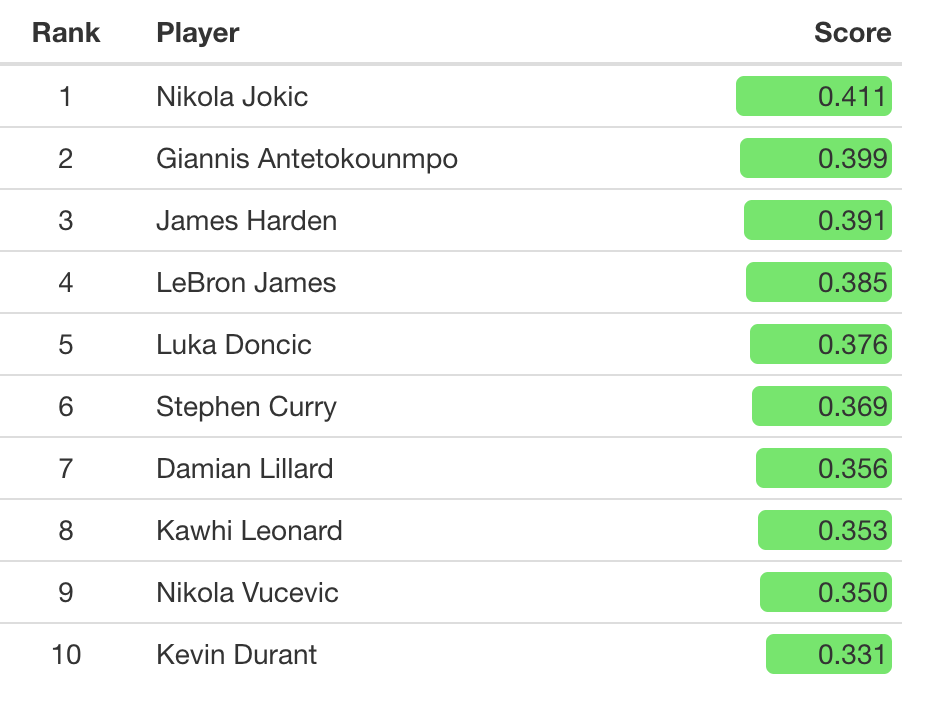 Rank Player Score
1 Nikola Jokic 0.411
2 Giannis Antetokounmpo 0.399
3 James Harden 0.391
4 LeBron James 0.385
5 Luka Doncic 0.376
6 Stephen Curry 0.369
7 Damian Lillard 0.356
8 Kawhi Leonard 0.353
9 Nikola Vucevic 0.350
10 Kevin Durant 0.331